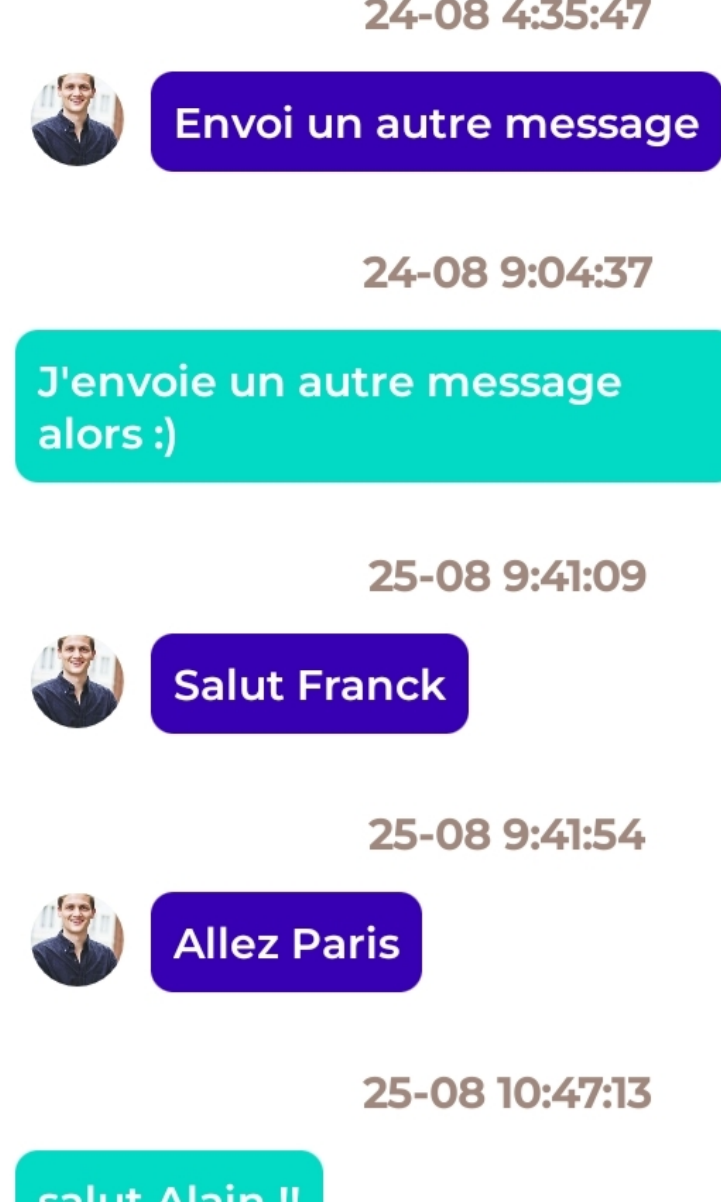 24-08 4:35:47
Envoi un autre message
24-08 9:04:37
J'envoie un autre message
alors :)
25-08 9:41:09
Salut Franck
25-08 9:41:54
Allez Paris
25-08 10:47:13
salut Alain !!